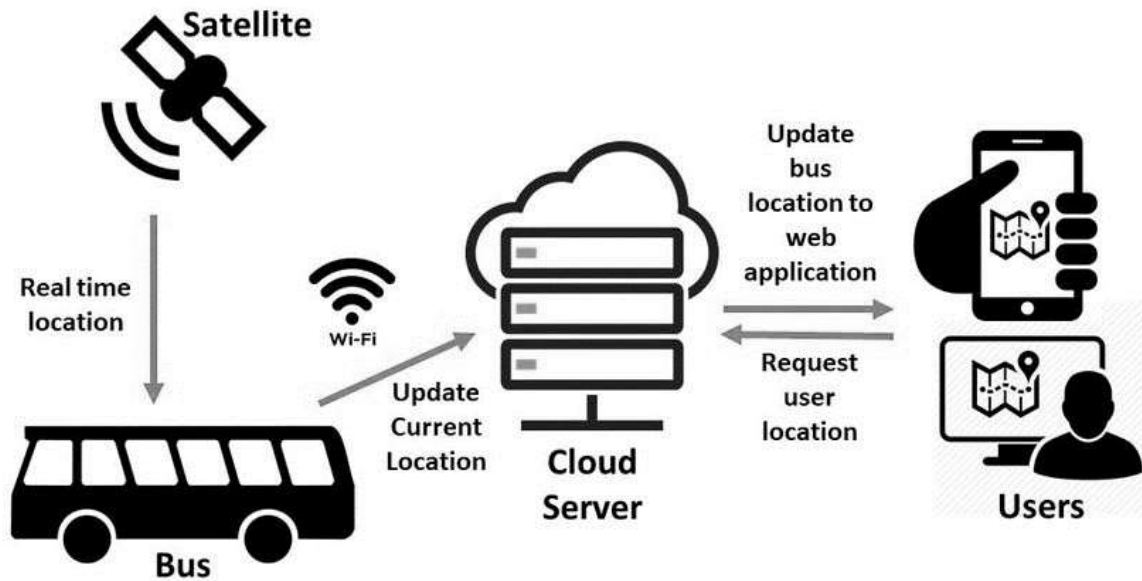 Satellite
Real time
location
Wi-Fi
Update
Current
Location
Bus
Cloud
Server
Update
bus
location to
web
application
Request
user
location
Users